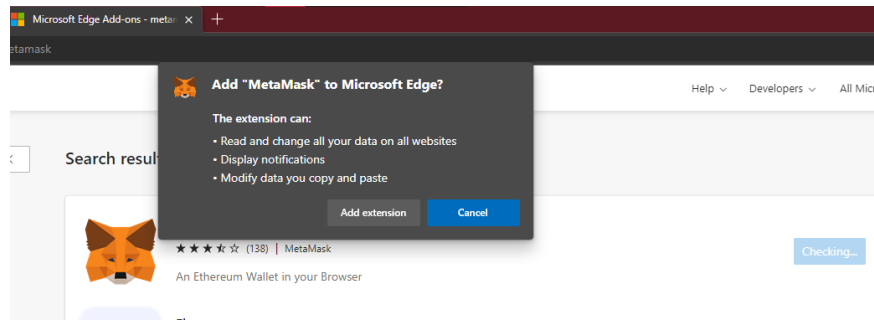 Microsoft Edge Add-ons - metan
etamask
Add "MetaMask" to Microsoft Edge?
The extension can:
• Read and change all your data on all websites
• Display notifications
• Modify data you copy and paste
Add extension
Cancel
Help
Developers
All Micr
Search resul
(138) | MetaMask
Checking...
An Ethereum Wallet in your Browser